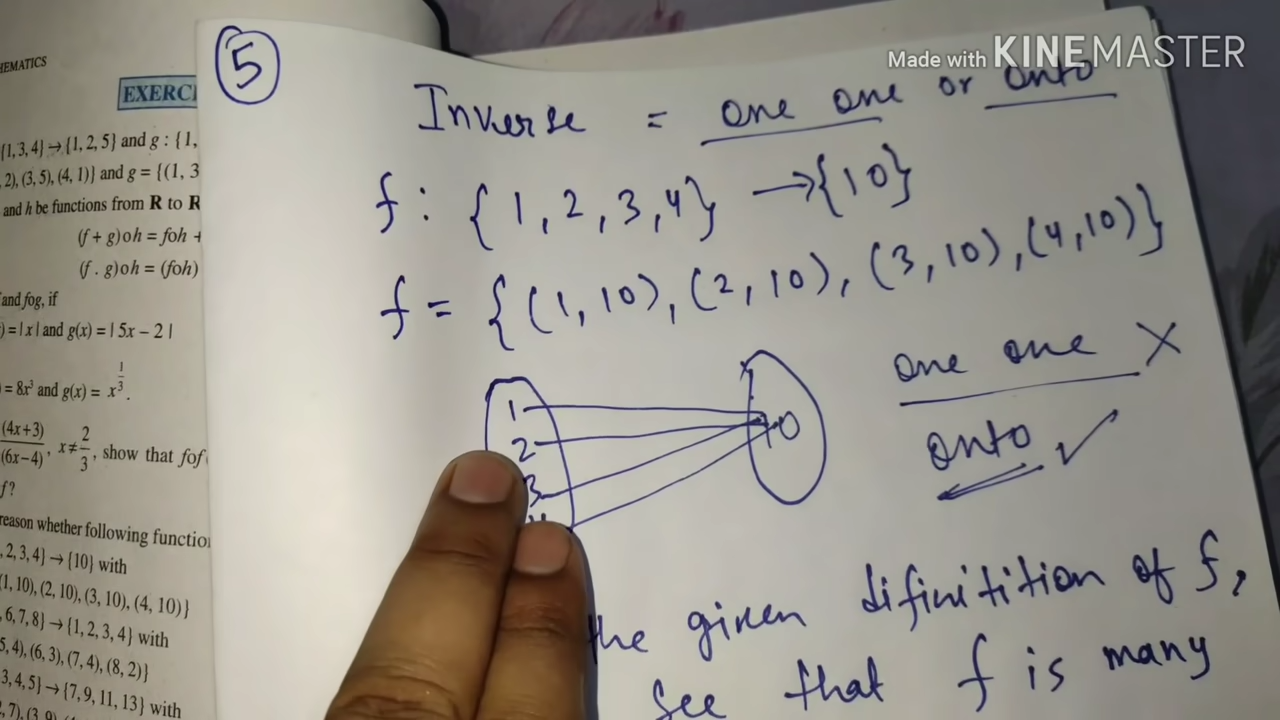 HEMATICS
EXERCI
{1, 3, 4} → {1, 2, 5} and g : {1,
, 2), (3, 5), (4, 1)} and g = {(1, 3
and h be functions from R to R
(f + g)oh = foh +
(f . g)oh = (foh)
and fog, if
) = |x| and g(x) = | 5x – 2 |
= 8x³ and g(x) = x^(1/3).
(4x+3)/(6x–4), x≠2/3, show that fof
f?
reason whether following functio
, 2, 3, 4} → {10} with
(1, 10), (2, 10), (3, 10), (4, 10)}
, 6, 7, 8} → {1, 2, 3, 4} with
5, 4), (6, 3), (7, 4), (8, 2)}
3, 4, 5} → {7, 9, 11, 13} with
Made with KINEMASTER
5
Inverse = one one or onto
f : {1, 2, 3, 4} → {10}
f = {(1, 10), (2, 10), (3, 10), (4, 10)}
1
2
3
10
one one X
onto ✓
the given difinitition of f,
see that f is many